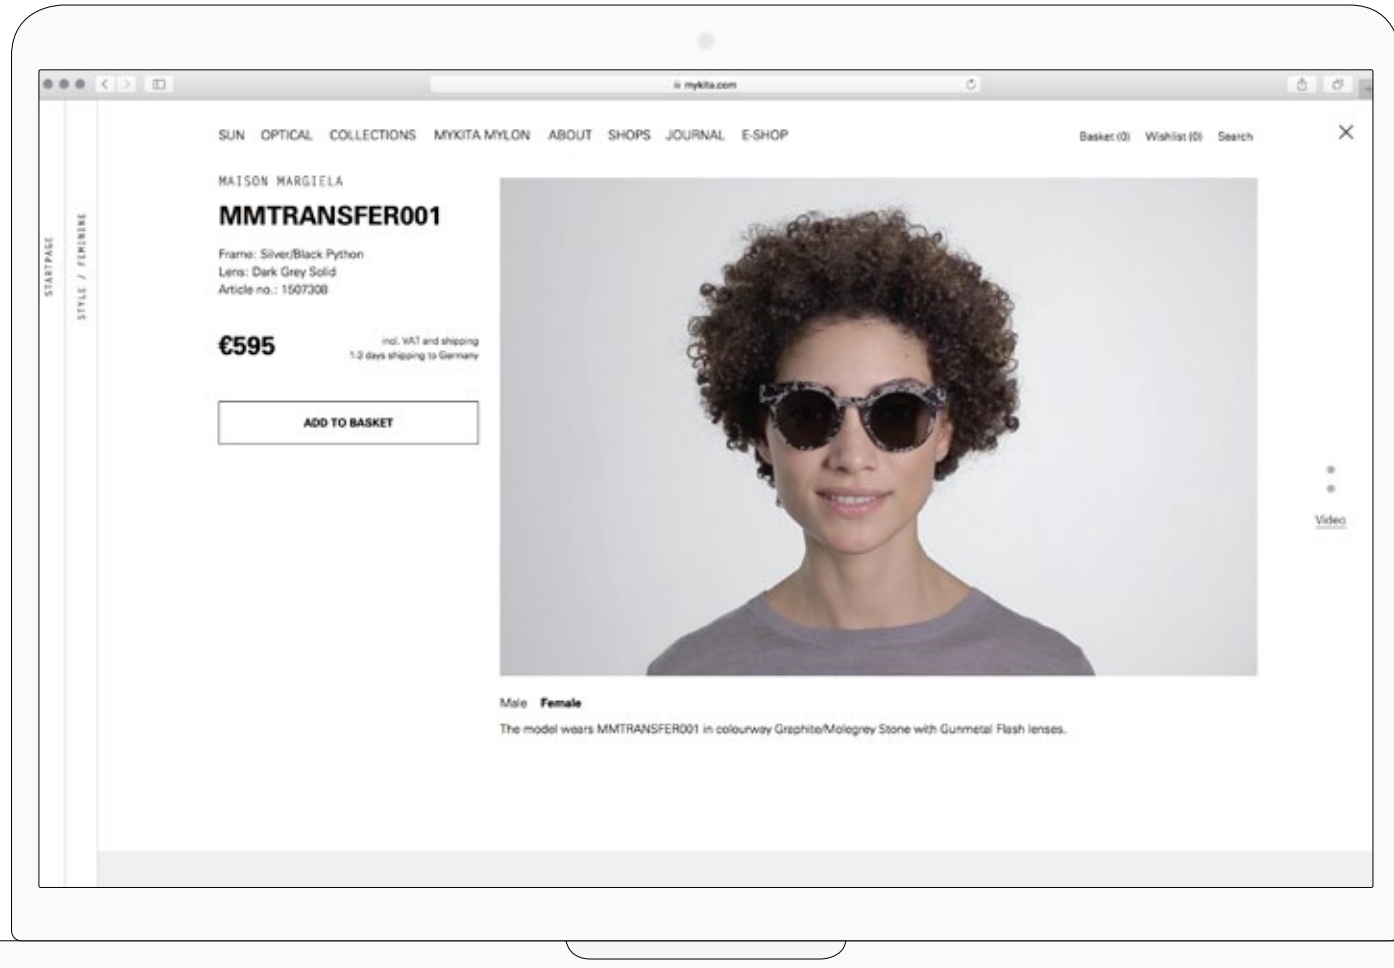 mykita.com
SUN OPTICAL COLLECTIONS MYKITA MYLON ABOUT SHOPS JOURNAL E-SHOP
Basket (0) Wishlist (0) Search
STARTPAGE
STYLE / FEMININE
MAISON MARGIELA
MMTRANSFER001
Frame: Silver/Black Python
Lens: Dark Grey Solid
Article no.: 1507308
€595
incl. VAT and shipping
1-3 days shipping to Germany
ADD TO BASKET
Video
Male Female
The model wears MMTRANSFER001 in colourway Graphite/Molegrey Stone with Gunmetal Flash lenses.